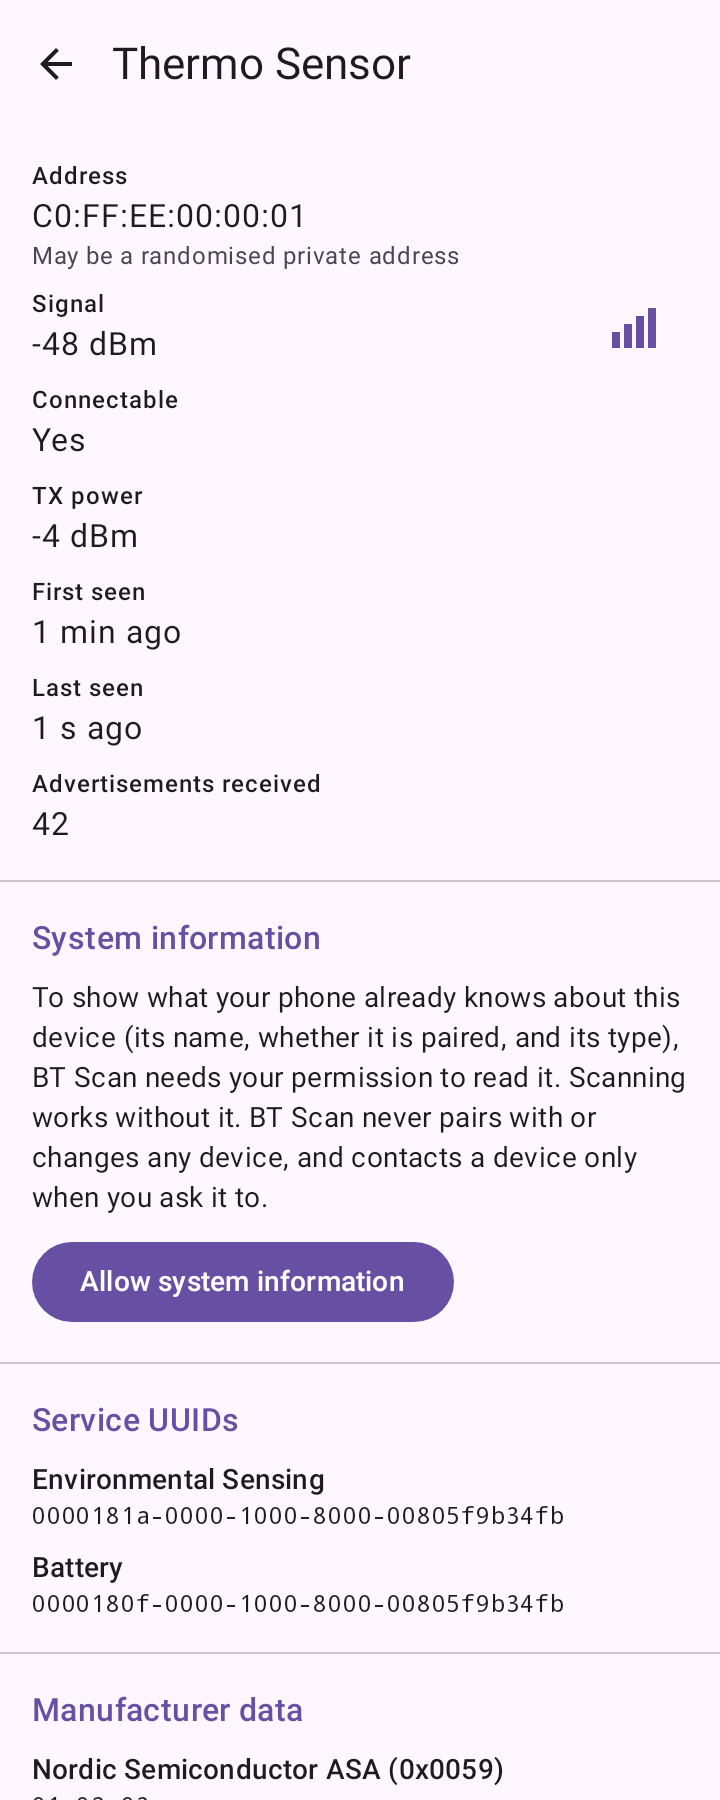 Thermo Sensor
Address
C0:FF:EE:00:00:01
May be a randomised private address
Signal
-48 dBm
Connectable
Yes
TX power
-4 dBm
First seen
1 min ago
Last seen
1 s ago
Advertisements received
42
System information
To show what your phone already knows about this
device (its name, whether it is paired, and its type),
BT Scan needs your permission to read it. Scanning
works without it. BT Scan never pairs with or
changes any device, and contacts a device only
when you ask it to.
Allow system information
Service UUIDs
Environmental Sensing
0000181a-0000-1000-8000-00805f9b34fb
Battery
0000180f-0000-1000-8000-00805f9b34fb
Manufacturer data
Nordic Semiconductor ASA (0x0059)